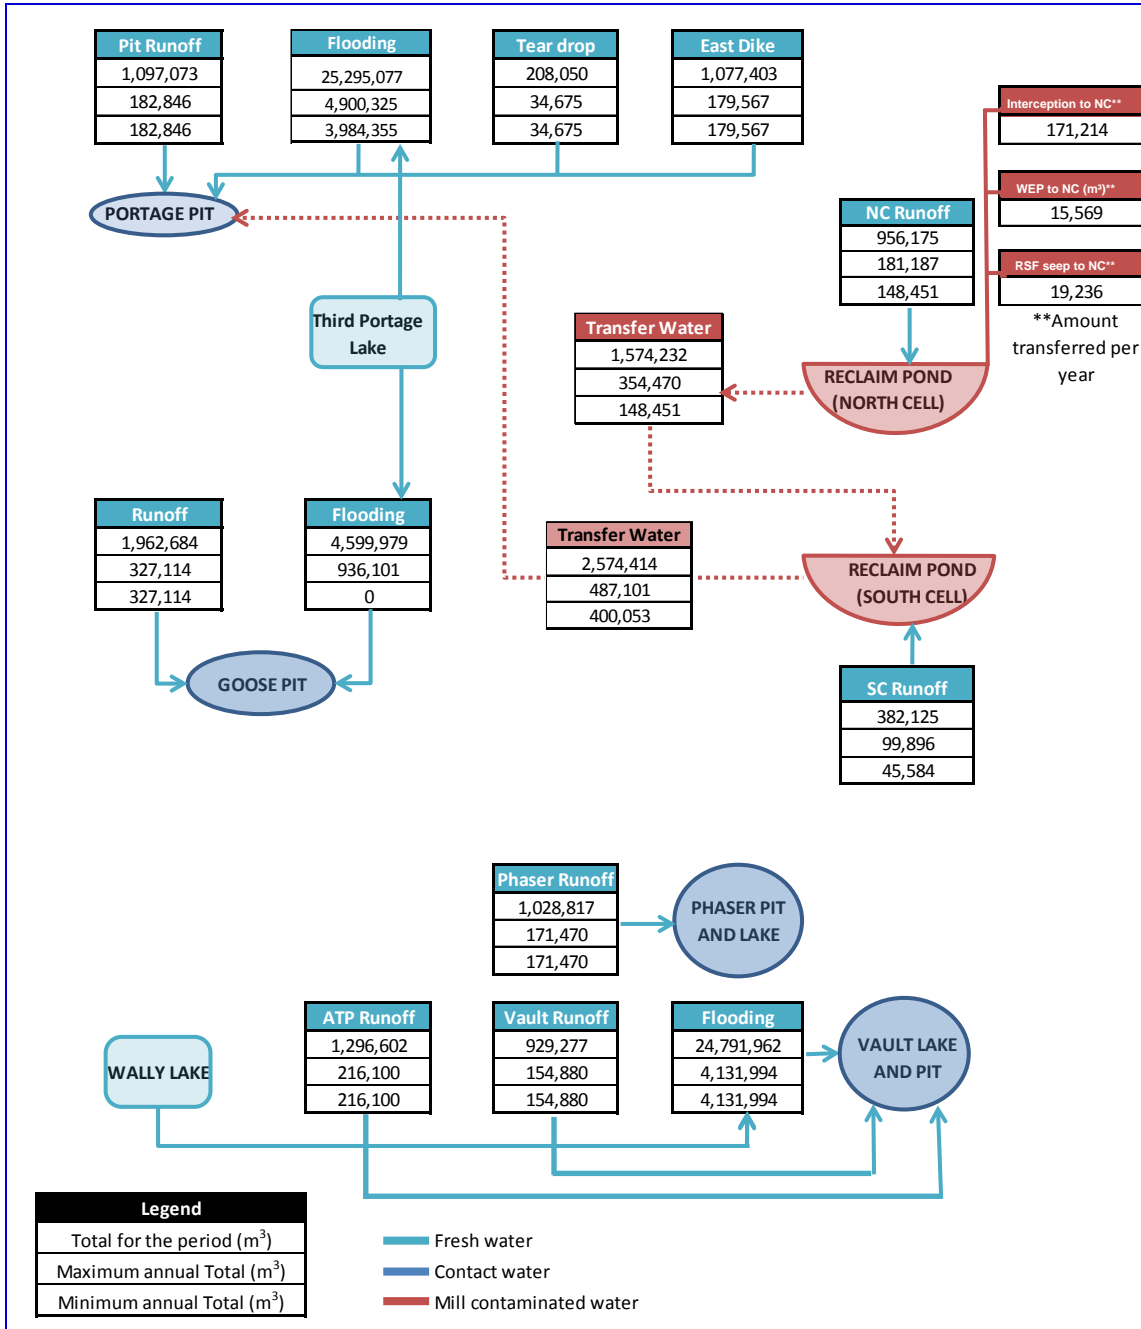 Pit Runoff
1,097,073
182,846
182,846
Flooding
25,295,077
4,900,325
3,984,355
Tear drop
208,050
34,675
34,675
East Dike
1,077,403
179,567
179,567
Interception to NC**
171,214
WEP to NC (m³)**
15,569
RSF seep to NC**
19,236
**Amount
transferred per
year
PORTAGE PIT
NC Runoff
956,175
181,187
148,451
Third Portage
Lake
Transfer Water
1,574,232
354,470
148,451
RECLAIM POND
(NORTH CELL)
Runoff
1,962,684
327,114
327,114
Flooding
4,599,979
936,101
0
Transfer Water
2,574,414
487,101
400,053
RECLAIM POND
(SOUTH CELL)
GOOSE PIT
SC Runoff
382,125
99,896
45,584
Phaser Runoff
1,028,817
171,470
171,470
PHASER PIT
AND LAKE
WALLY LAKE
ATP Runoff
1,296,602
216,100
216,100
Vault Runoff
929,277
154,880
154,880
Flooding
24,791,962
4,131,994
4,131,994
VAULT LAKE
AND PIT
Legend
Total for the period (m³)
Maximum annual Total (m³)
Minimum annual Total (m³)
Fresh water
Contact water
Mill contaminated water